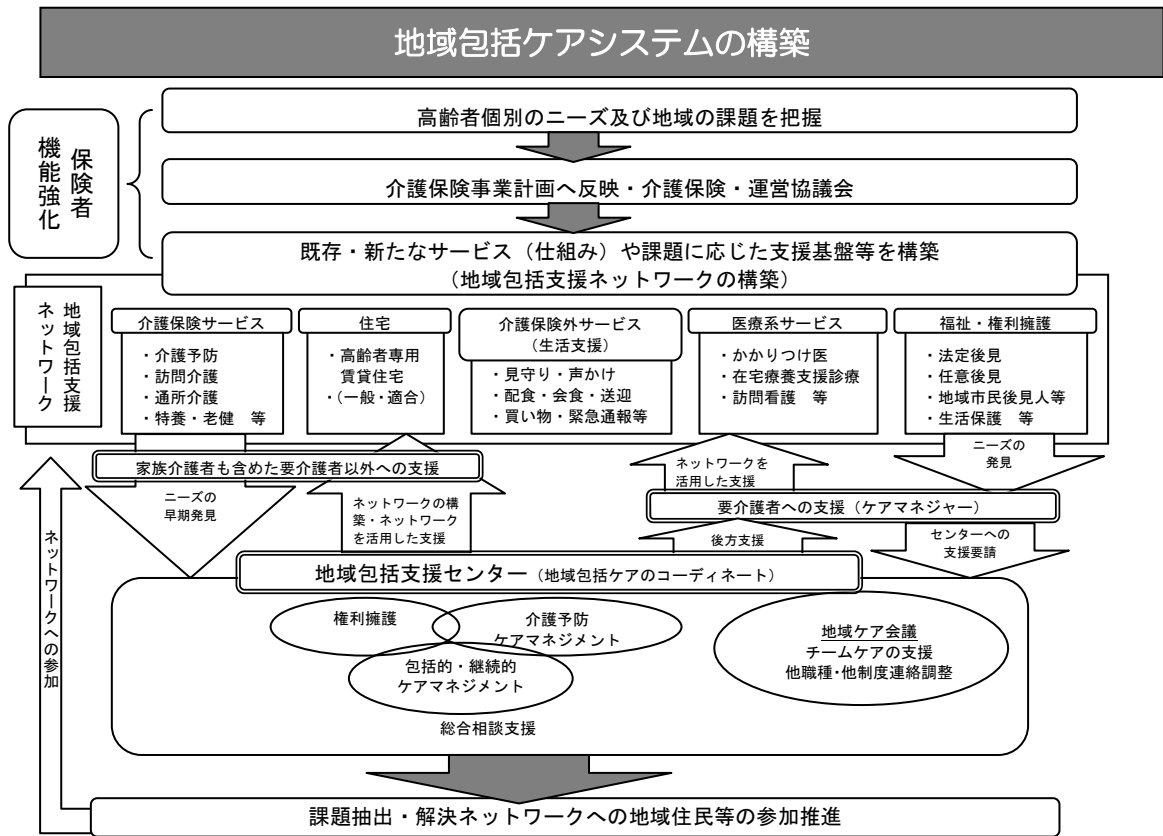 地域包括ケアシステムの構築
保険者
機能強化
高齢者個別のニーズ及び地域の課題を把握
介護保険事業計画へ反映・介護保険・運営協議会
既存・新たなサービス（仕組み）や課題に応じた支援基盤等を構築
（地域包括支援ネットワークの構築）
地域包括支援
ネットワーク
介護保険サービス
・介護予防
・訪問介護
・通所介護
・特養・老健　等
住宅
・高齢者専用
賃貸住宅
・（一般・適合）
介護保険外サービス
（生活支援）
・見守り・声かけ
・配食・会食・送迎
・買い物・緊急通報等
医療系サービス
・かかりつけ医
・在宅療養支援診療
・訪問看護　等
福祉・権利擁護
・法定後見
・任意後見
・地域市民後見人等
・生活保護　等
家族介護者も含めた要介護者以外への支援
ネットワークを
活用した支援
ニーズの
発見
ニーズの
早期発見
ネットワークの構
築・ネットワーク
を活用した支援
要介護者への支援（ケアマネジャー）
後方支援
センターへの
支援要請
ネットワークへの参加
地域包括支援センター（地域包括ケアのコーディネート）
権利擁護
介護予防
ケアマネジメント
包括的・継続的
ケアマネジメント
総合相談支援
地域ケア会議
チームケアの支援
他職種・他制度連絡調整
課題抽出・解決ネットワークへの地域住民等の参加推進